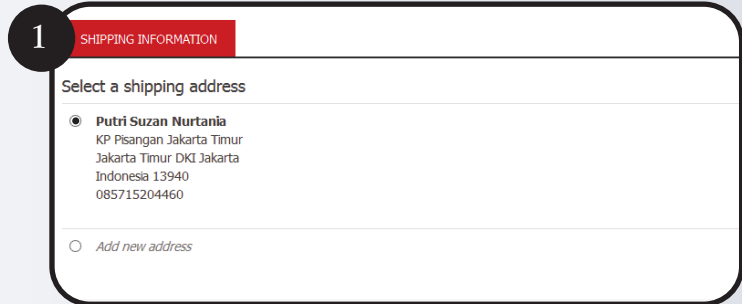 1
SHIPPING INFORMATION
Select a shipping address
Putri Suzan Nurtania
KP Pisangan Jakarta Timur
Jakarta Timur DKI Jakarta
Indonesia 13940
085715204460
Add new address